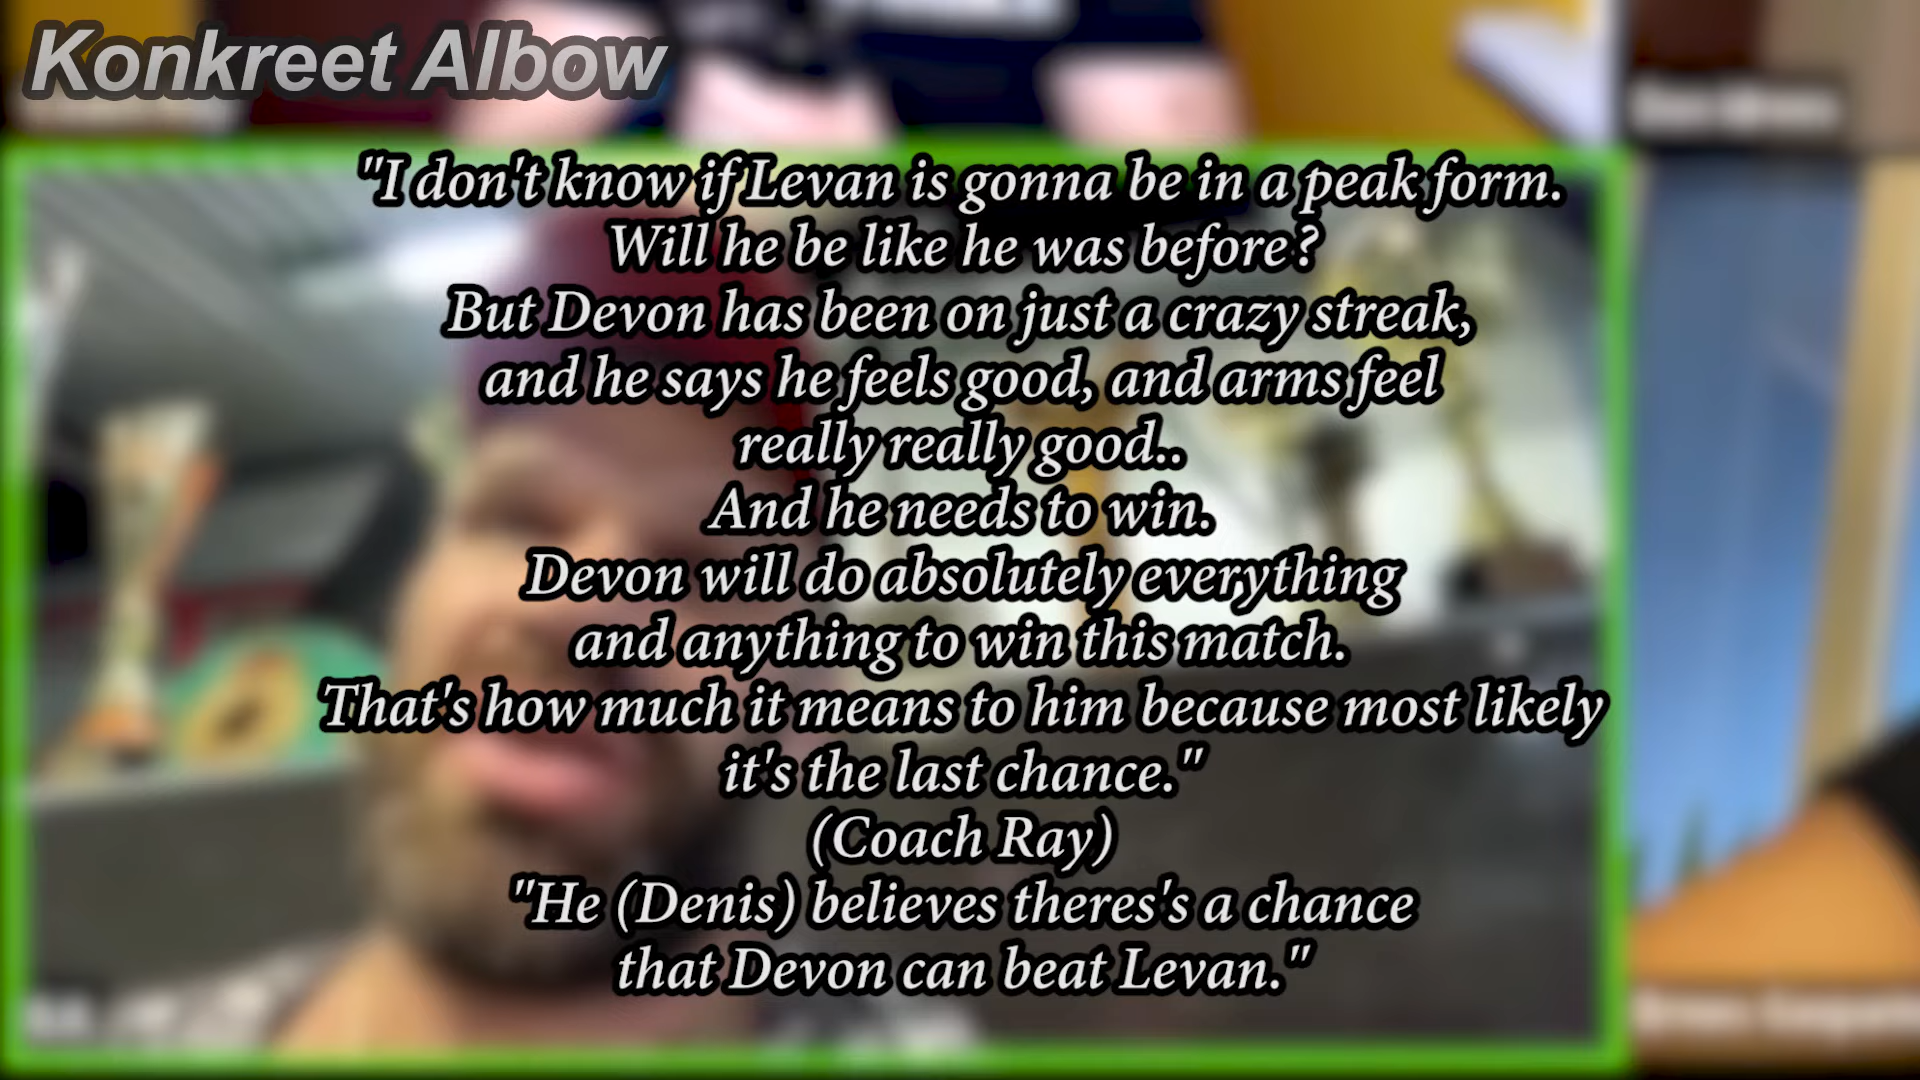 Konkreet Albow
"I don't know if Levan is gonna be in a peak form.
Will he be like he was before?
But Devon has been on just a crazy streak,
and he says he feels good, and arms feel
really really good..
And he needs to win.
Devon will do absolutely everything
and anything to win this match.
That's how much it means to him because most likely
it's the last chance."
(Coach Ray)
"He (Denis) believes theres's a chance
that Devon can beat Levan."